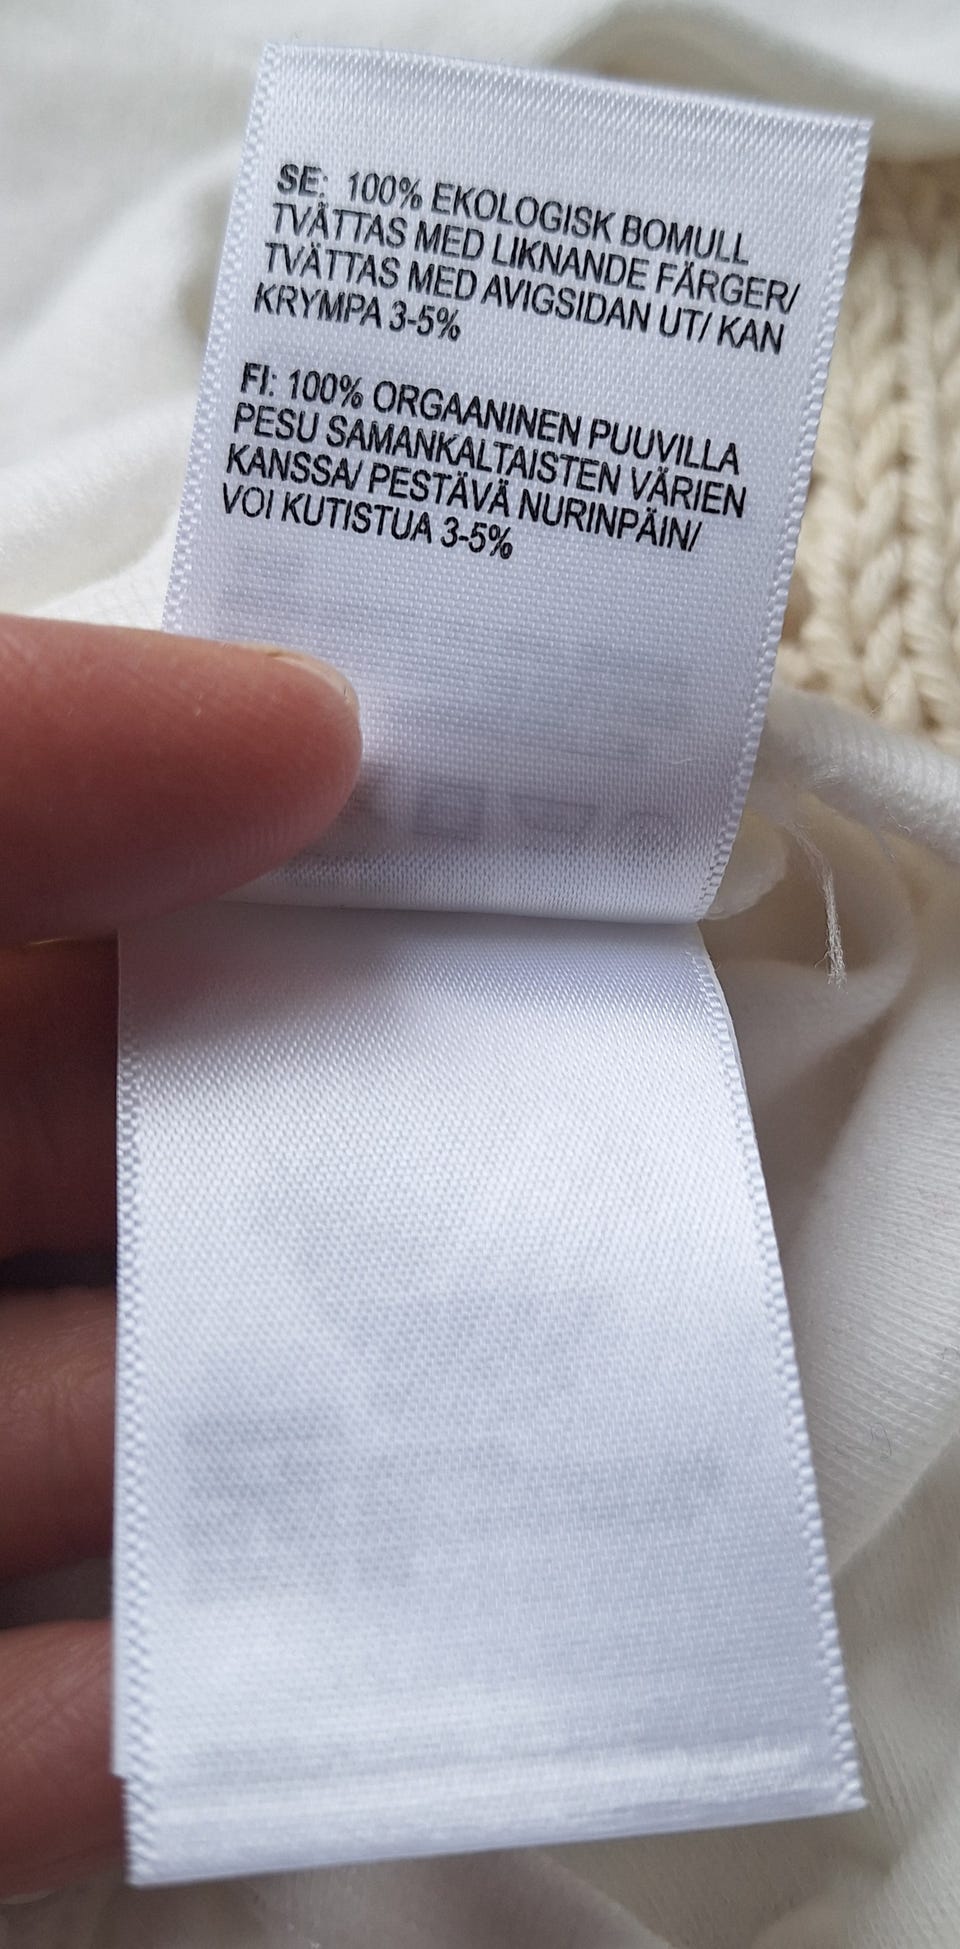 SE: 100% EKOLOGISK BOMULL
TVÄTTAS MED LIKNANDE FÄRGER/
TVÄTTAS MED AVIGSIDAN UT/ KAN
KRYMPA 3-5%
FI: 100% ORGAANINEN PUUVILLA
PESU SAMANKALTAISTEN VÄRIEN
KANSSA/ PESTÄVÄ NURINPÄIN/
VOI KUTISTUA 3-5%